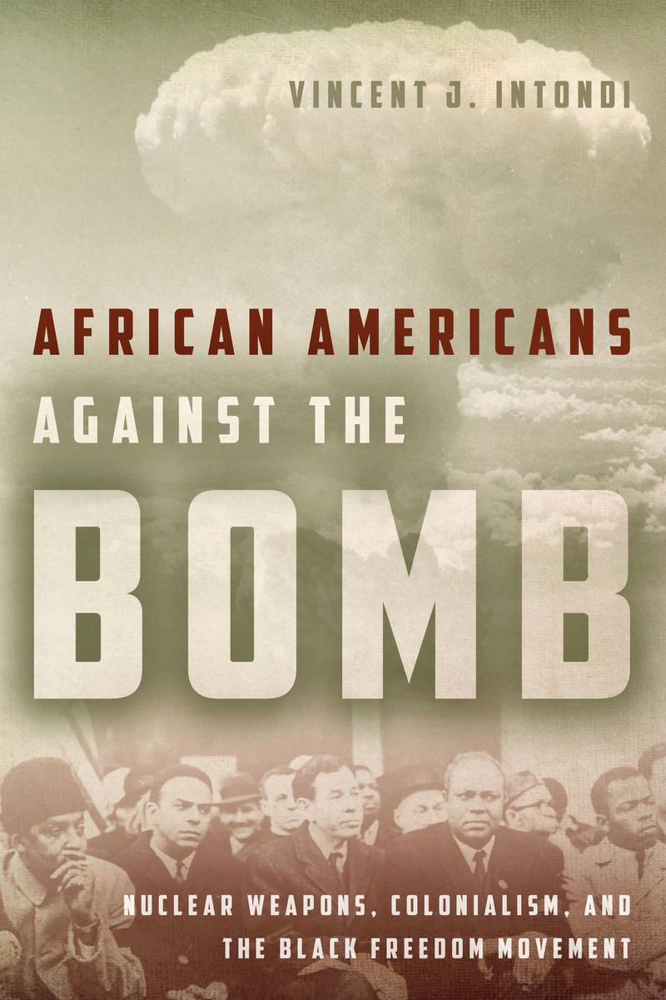 VINCENT J. INTONDI
AFRICAN AMERICANS
AGAINST THE
BOMB
NUCLEAR WEAPONS, COLONIALISM, AND
THE BLACK FREEDOM MOVEMENT